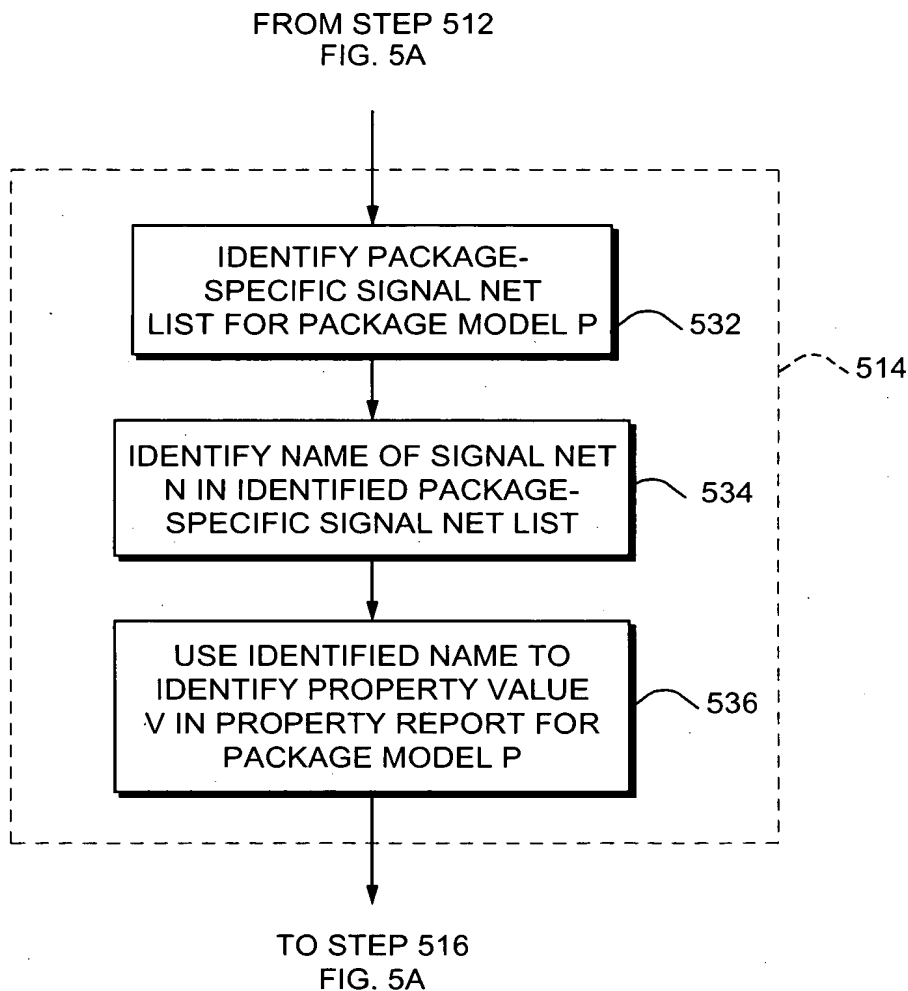 FROM STEP 512
FIG. 5A
IDENTIFY PACKAGE-
SPECIFIC SIGNAL NET
LIST FOR PACKAGE MODEL P
532
514
IDENTIFY NAME OF SIGNAL NET
N IN IDENTIFIED PACKAGE-
SPECIFIC SIGNAL NET LIST
534
USE IDENTIFIED NAME TO
IDENTIFY PROPERTY VALUE
V IN PROPERTY REPORT FOR
PACKAGE MODEL P
536
TO STEP 516
FIG. 5A